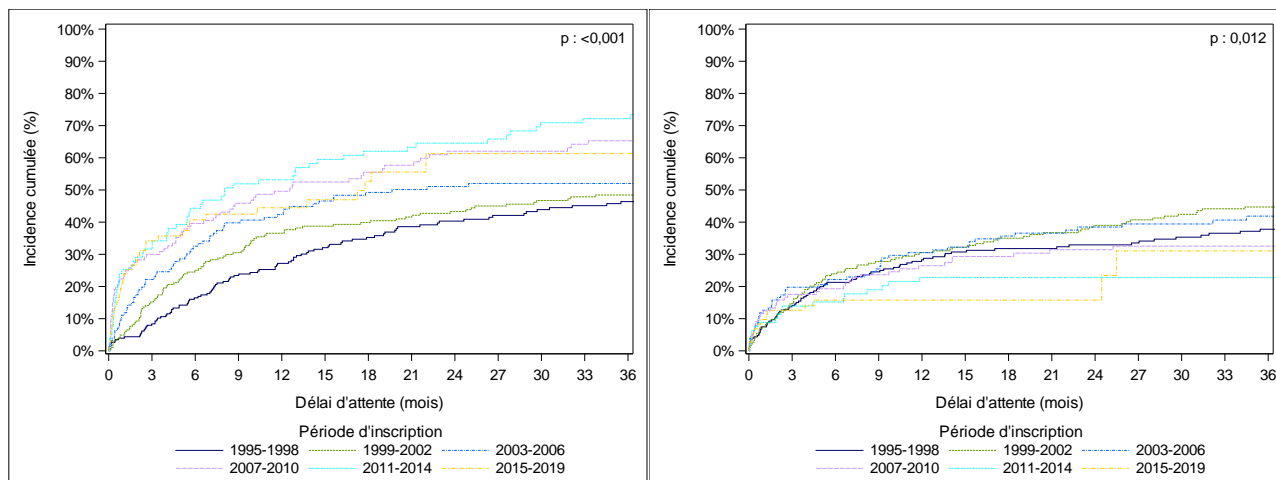 p : <0,001
100%
90%
80%
70%
60%
50%
40%
30%
20%
10%
0%
Incidence cumulée (%)
0 3 6 9 12 15 18 21 24 27 30 33 36
Délai d'attente (mois)
Période d'inscription
1995-1998 1999-2002 2003-2006
2007-2010 2011-2014 2015-2019
p : 0,012
100%
90%
80%
70%
60%
50%
40%
30%
20%
10%
0%
Incidence cumulée (%)
0 3 6 9 12 15 18 21 24 27 30 33 36
Délai d'attente (mois)
Période d'inscription
1995-1998 1999-2002 2003-2006
2007-2010 2011-2014 2015-2019